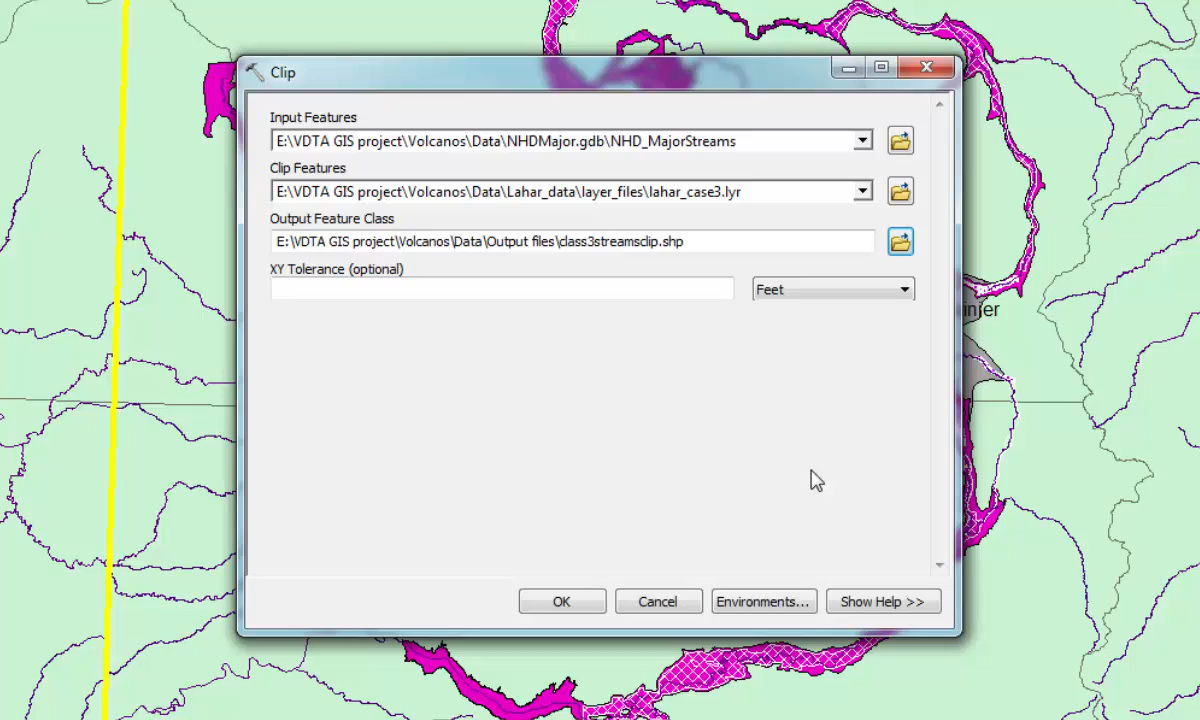 Clip
Input Features
E:\VDTA GIS project\Volcanos\Data\NHDMajor.gdb\NHD_MajorStreams
Clip Features
E:\VDTA GIS project\Volcanos\Data\Lahar_data\layer_files\lahar_case3.lyr
Output Feature Class
E:\VDTA GIS project\Volcanos\Data\Output files\class3streamsclip.shp
XY Tolerance (optional)
Feet
inier
OK Cancel Environments... Show Help >>